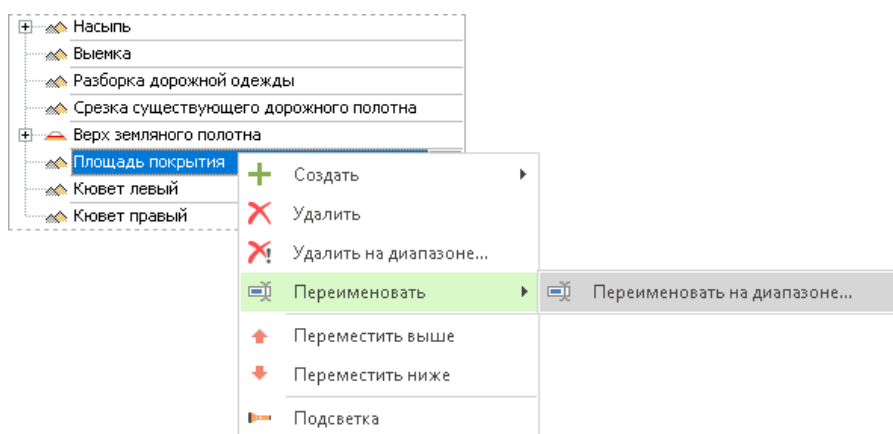 Насыпь
Выемка
Разборка дорожной одежды
Срезка существующего дорожного полотна
Верх земляного полотна
Площадь покрытия
Кювет левый
Кювет правый
Создать
Удалить
Удалить на диапазоне...
Переименовать
Переименовать на диапазоне...
Переместить выше
Переместить ниже
Подсветка